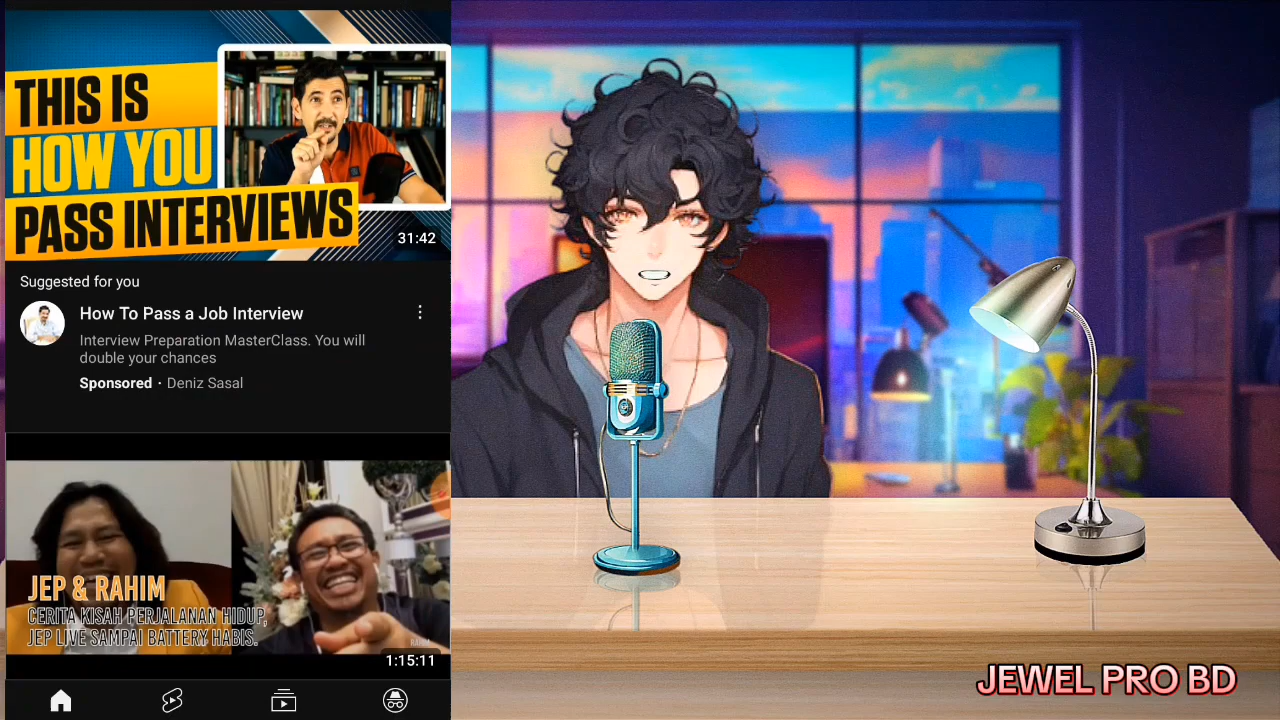 THIS IS
HOW YOU
PASS INTERVIEWS
31:42
Suggested for you
How To Pass a Job Interview
Interview Preparation MasterClass. You will
double your chances
Sponsored · Deniz Sasal
JEP & RAHIM
CERITA KISAH PERJALANAN HIDUP,
JEP LIVE SAMPAI BATTERY HABIS.
RAHIM
1:15:11
JEWEL PRO BD